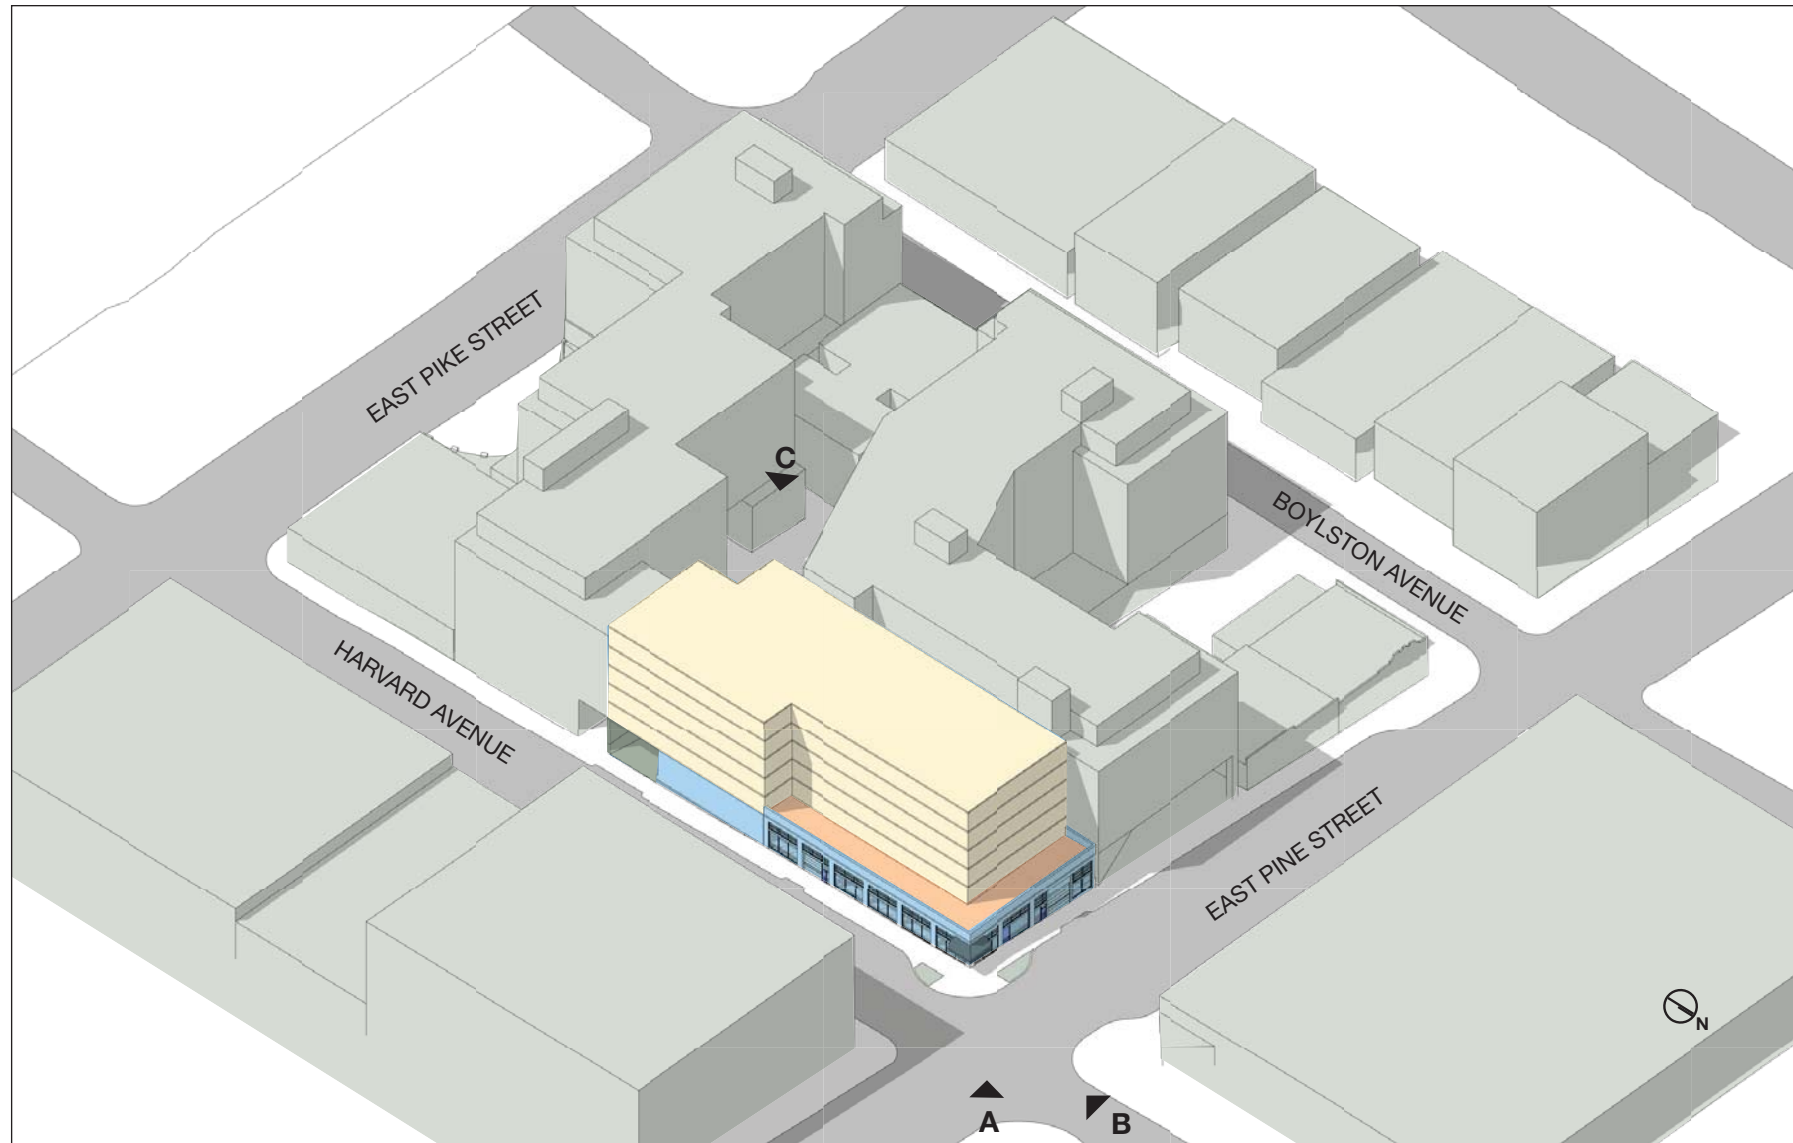 EAST PIKE STREET
C
BOYLSTON AVENUE
HARVARD AVENUE
EAST PINE STREET
N
A
B